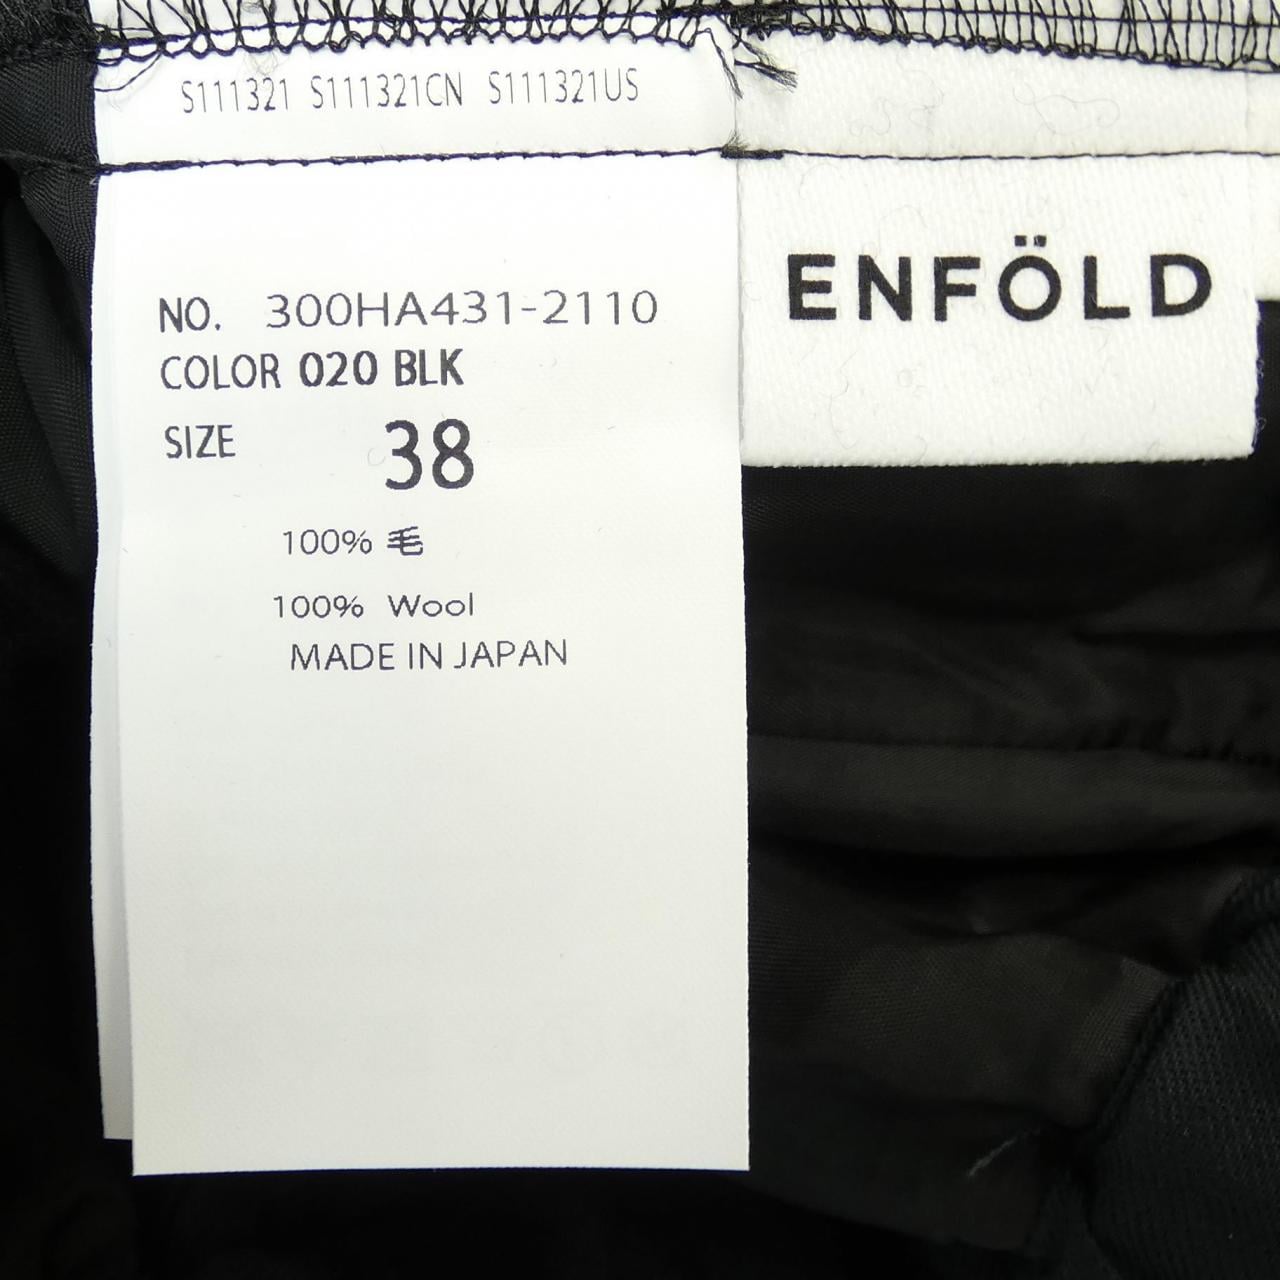 S111321 S111321CN S111321US
ENFÖLD
NO. 300HA431-2110
COLOR 020 BLK
SIZE 38
100% 毛
100% Wool
MADE IN JAPAN